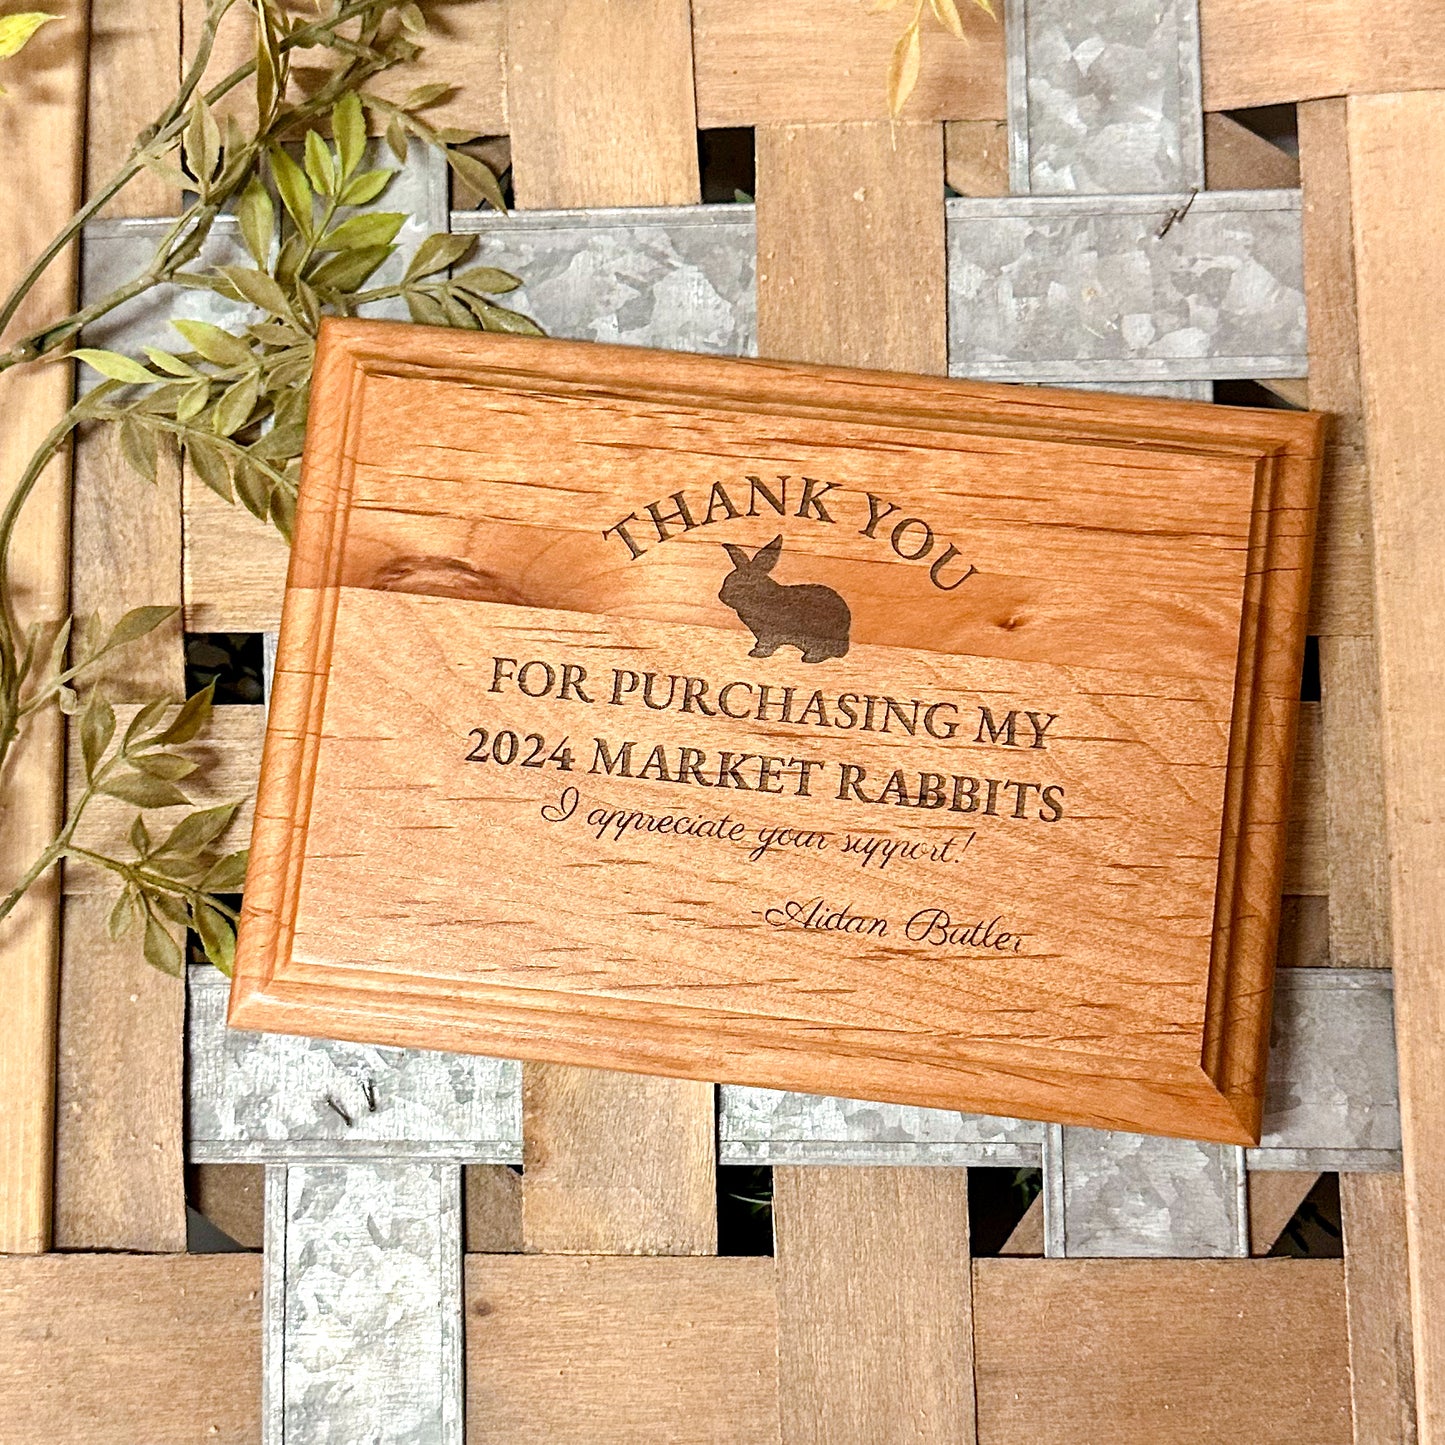 THANK YOU
FOR PURCHASING MY
2024 MARKET RABBITS
I appreciate your support!
-Aidan Butler